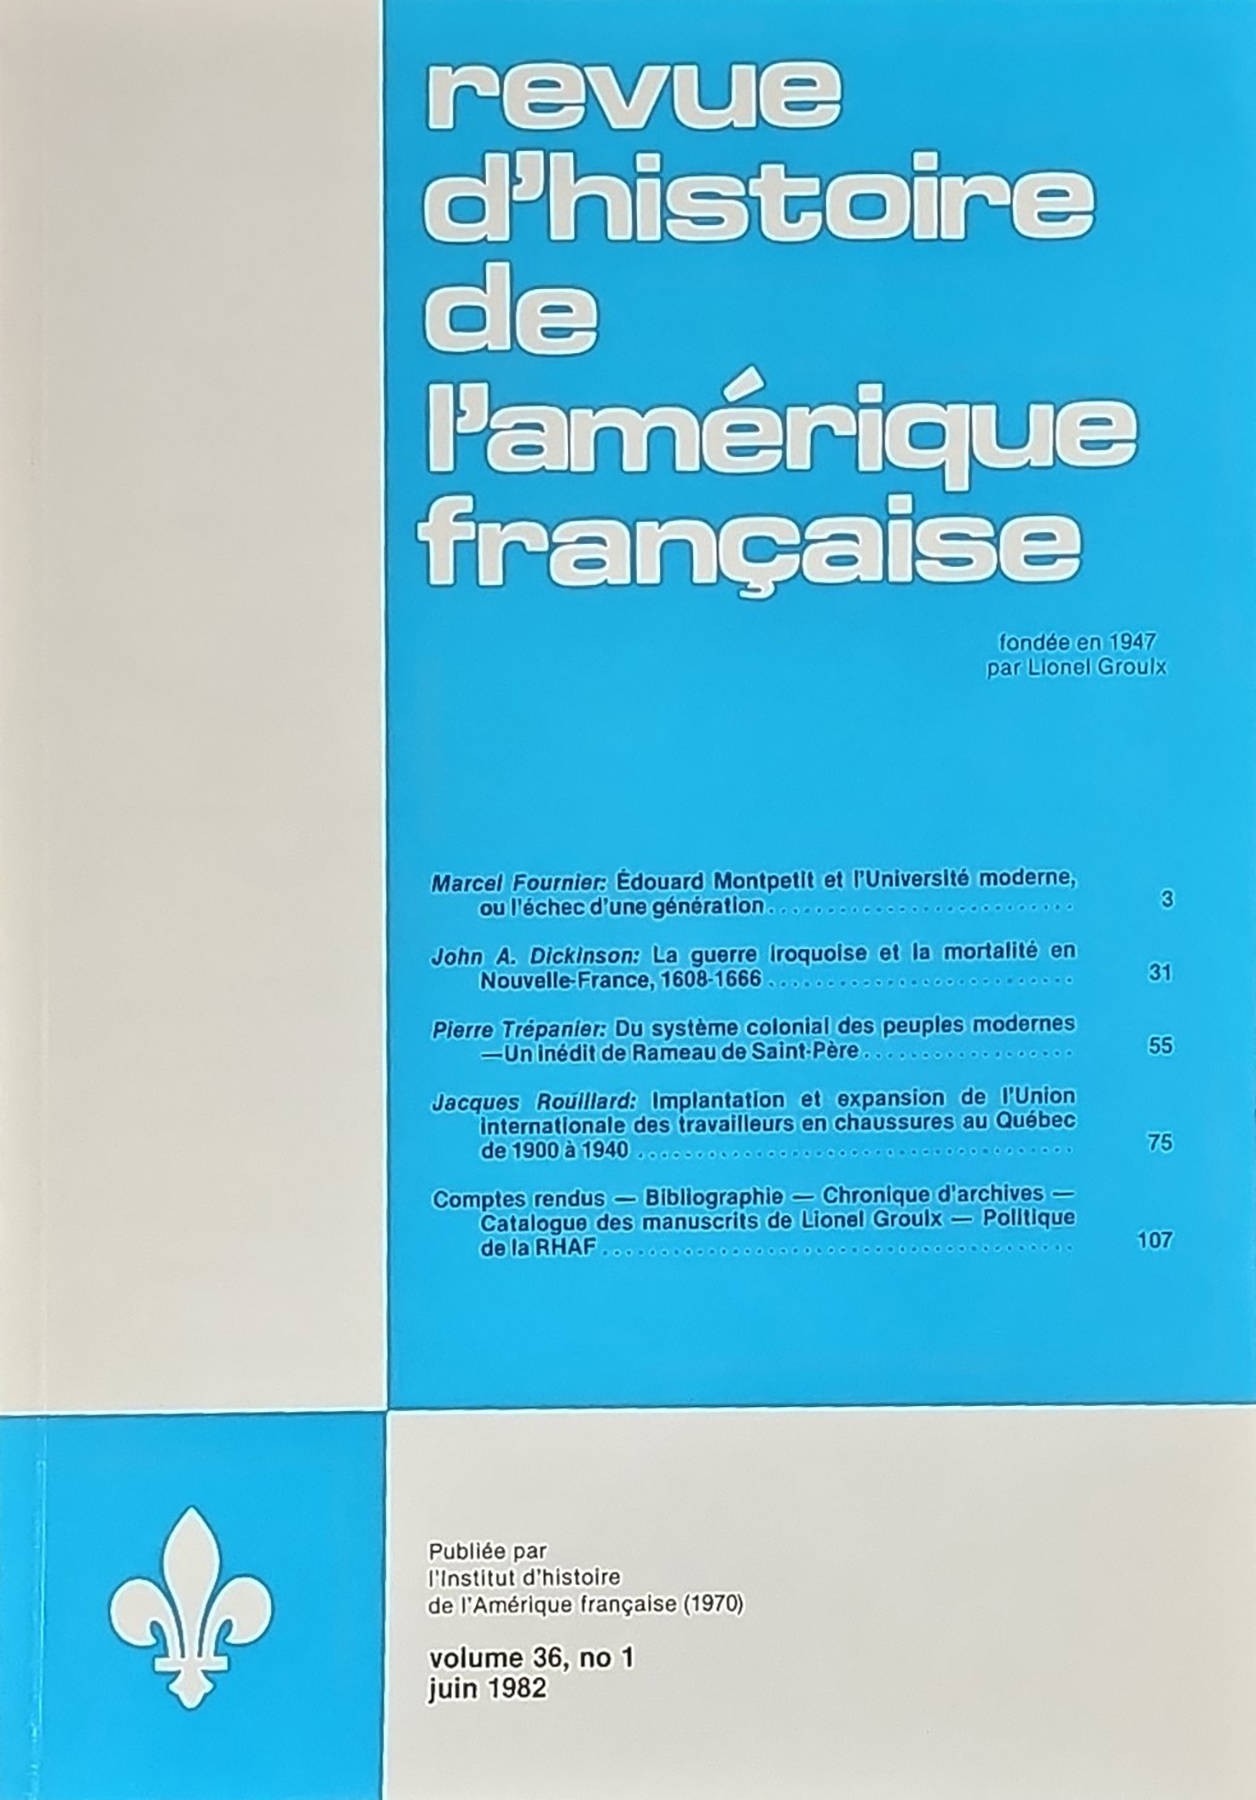 revue
d'histoire
de
l'amérique
française
fondée en 1947
par Lionel Groulx
Marcel Fournier: Édouard Montpetit et l'Université moderne,
ou l'échec d'une génération........................... 3
John A. Dickinson: La guerre iroquoise et la mortalité en
Nouvelle-France, 1608-1666 .......................... 31
Pierre Trépanier: Du système colonial des peuples modernes
—Un inédit de Rameau de Saint-Père.................. 55
Jacques Rouillard: Implantation et expansion de l'Union
internationale des travailleurs en chaussures au Québec
de 1900 à 1940 ...................................... 75
Comptes rendus — Bibliographie — Chronique d'archives —
Catalogue des manuscrits de Lionel Groulx — Politique
de la RHAF ......................................... 107
Publiée par
l'Institut d'histoire
de l'Amérique française (1970)
volume 36, no 1
juin 1982